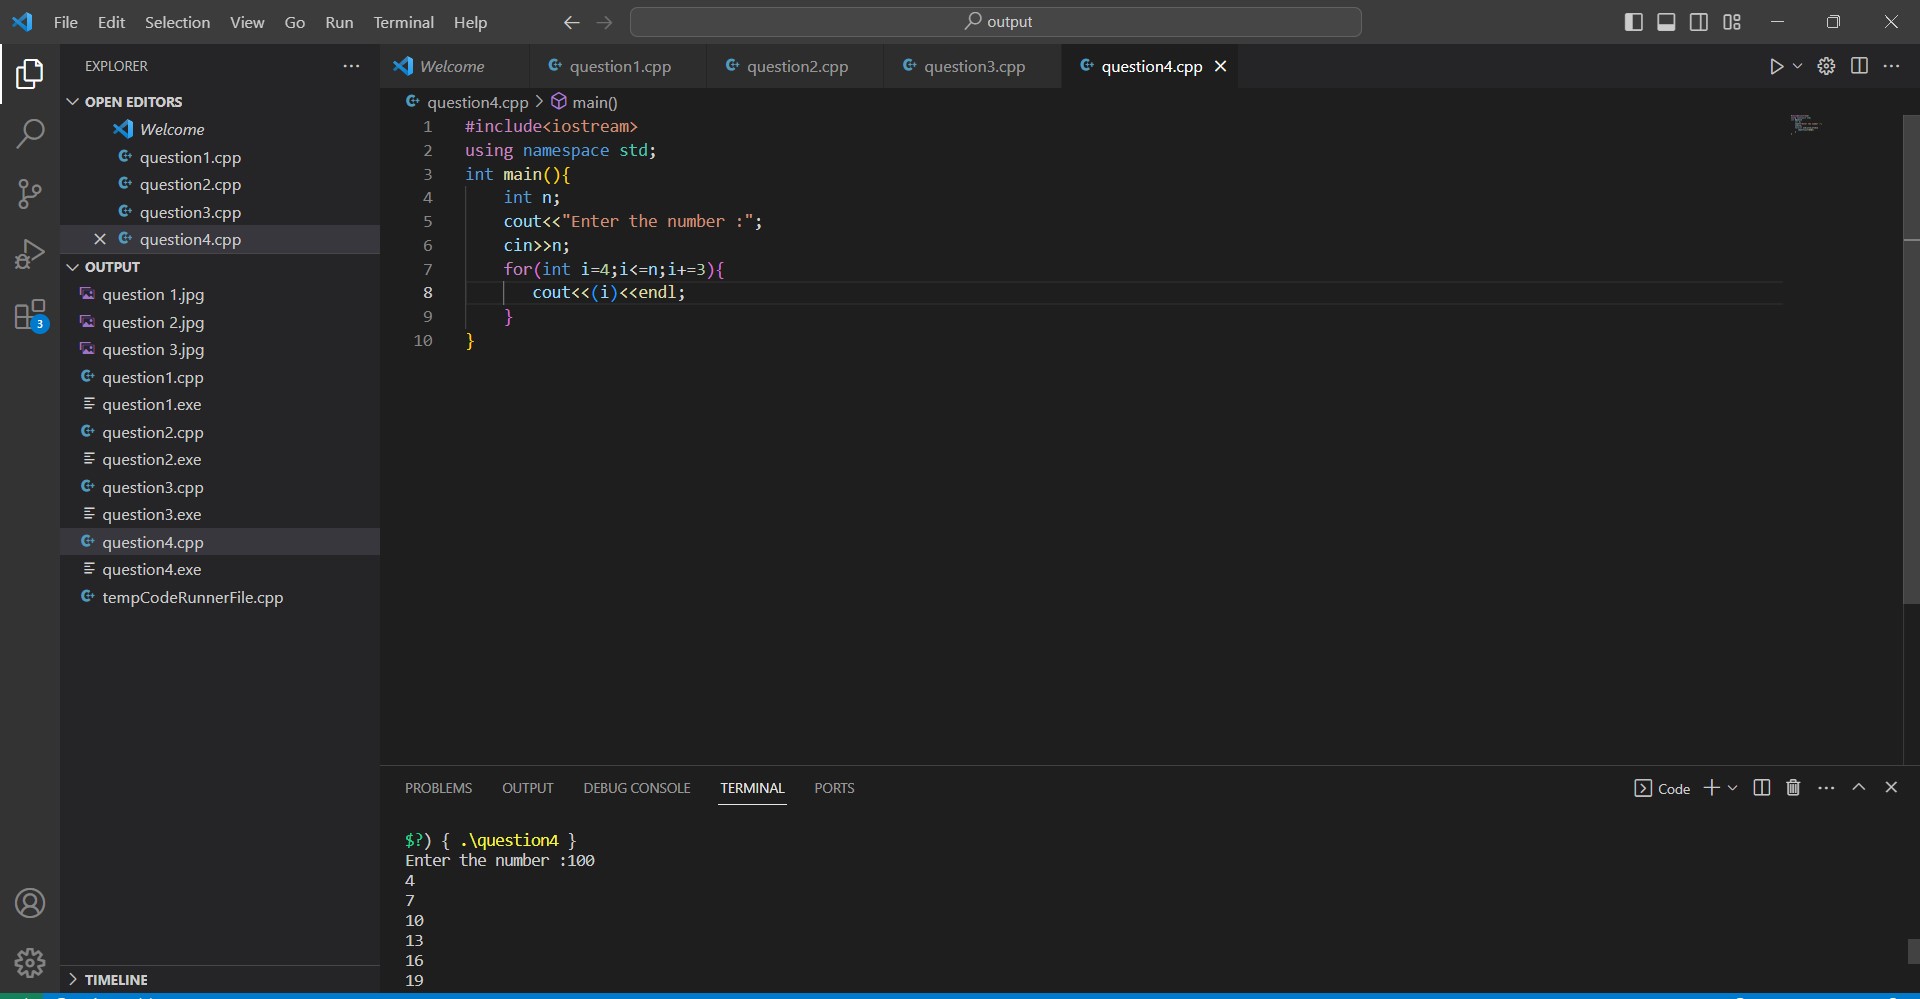 File Edit Selection View Go Run Terminal Help
output
EXPLORER
OPEN EDITORS
Welcome
question1.cpp
question2.cpp
question3.cpp
question4.cpp
OUTPUT
question 1.jpg
question 2.jpg
question 3.jpg
question1.cpp
question1.exe
question2.cpp
question2.exe
question3.cpp
question3.exe
question4.cpp
question4.exe
tempCodeRunnerFile.cpp
3
TIMELINE
Welcome question1.cpp question2.cpp question3.cpp question4.cpp
question4.cpp > main()
1 #include<iostream>
2 using namespace std;
3 int main(){
4 int n;
5 cout<<"Enter the number :";
6 cin>>n;
7 for(int i=4;i<=n;i+=3){
8 cout<<(i)<<endl;
9 }
10 }
PROBLEMS OUTPUT DEBUG CONSOLE TERMINAL PORTS
Code
$?) { .\question4 }
Enter the number :100
4
7
10
13
16
19